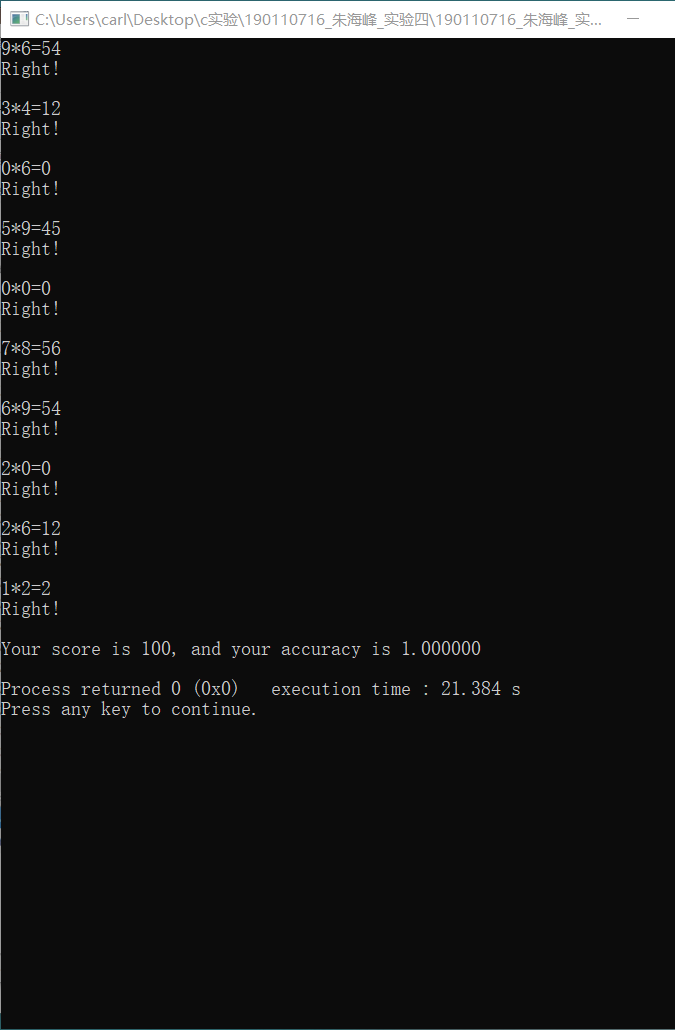 C:\Users\carl\Desktop\c实验\190110716_朱海峰_实验四\190110716_朱海峰_实...
9*6=54
Right!
3*4=12
Right!
0*6=0
Right!
5*9=45
Right!
0*0=0
Right!
7*8=56
Right!
6*9=54
Right!
2*0=0
Right!
2*6=12
Right!
1*2=2
Right!
Your score is 100, and your accuracy is 1.000000
Process returned 0 (0x0)   execution time : 21.384 s
Press any key to continue.